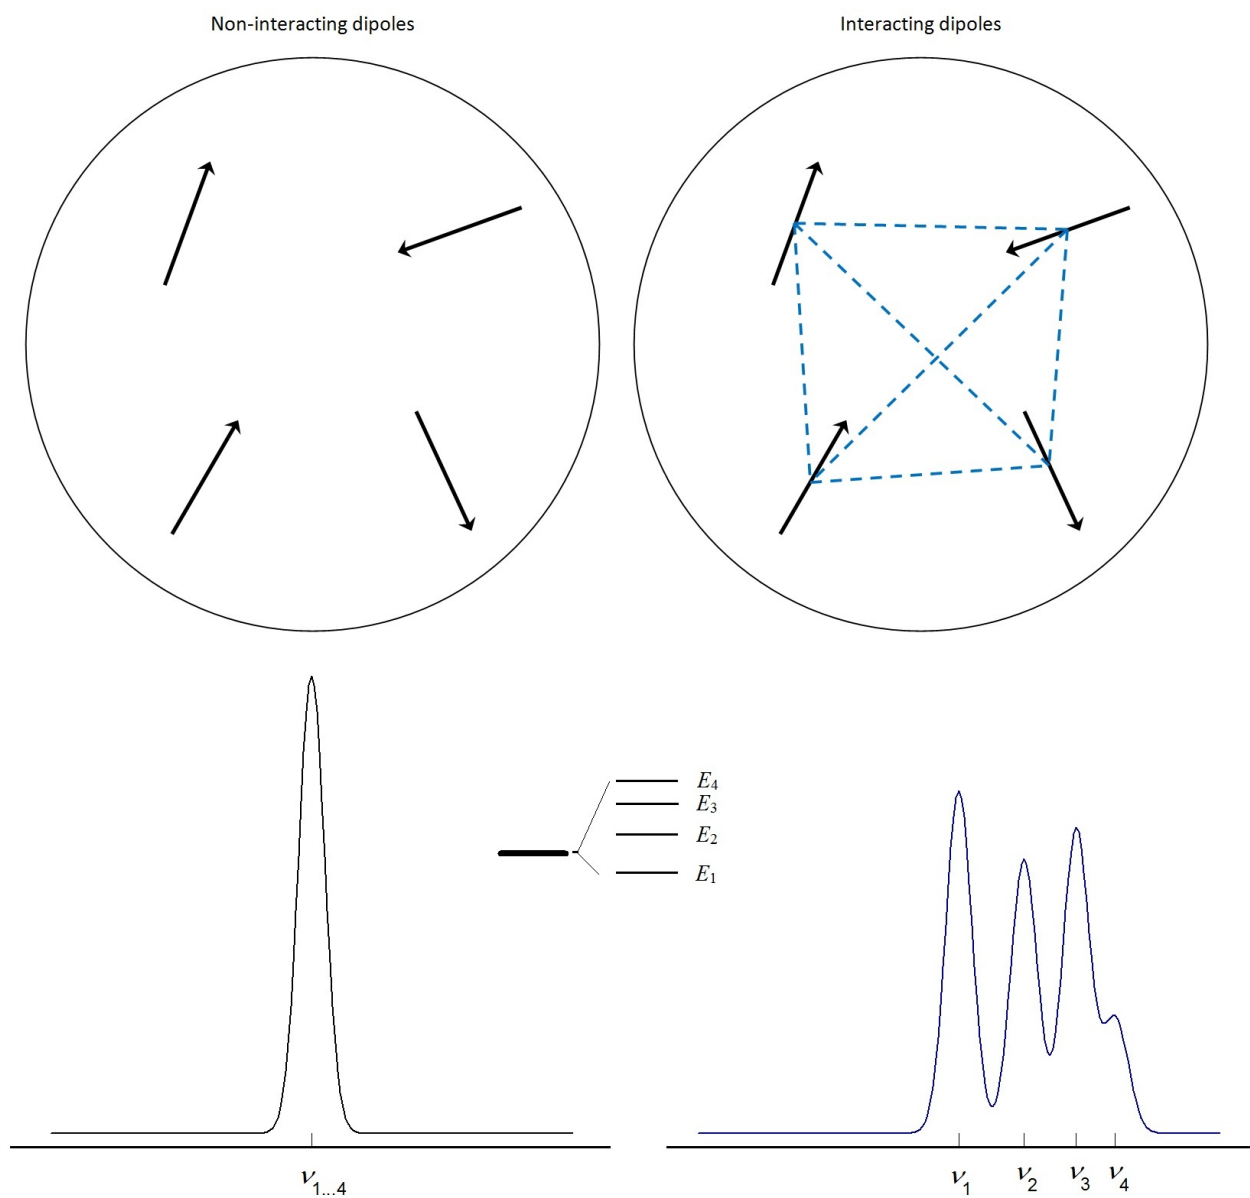 Non-interacting dipoles
Interacting dipoles
E4
E3
E2
E1
ν1...4
ν1
ν2
ν3
ν4